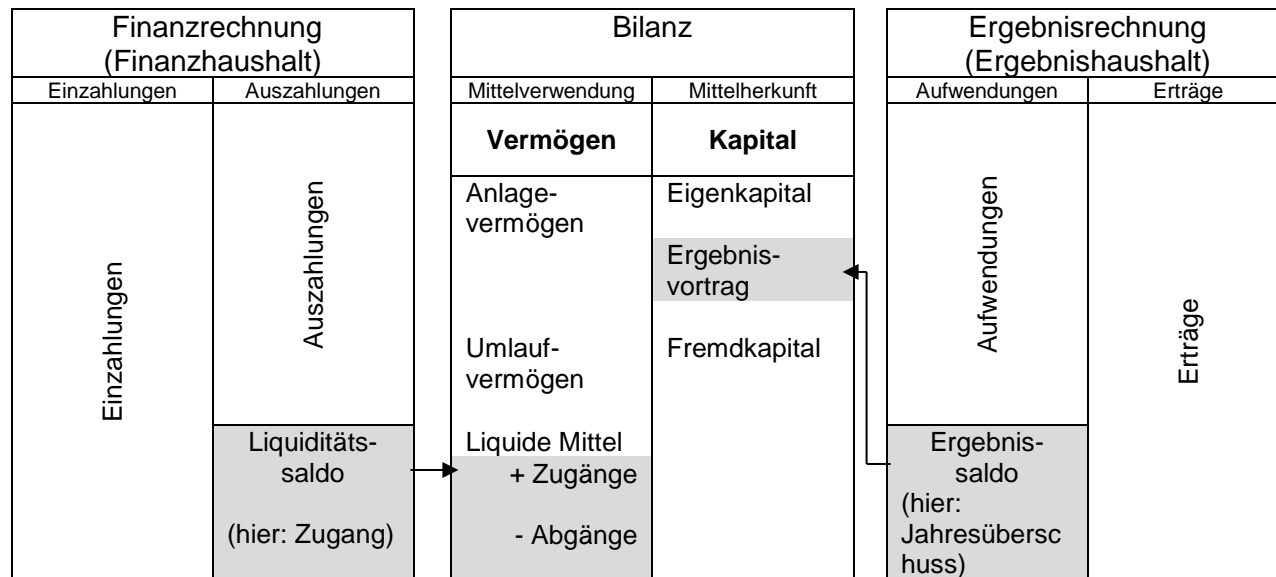 Finanzrechnung
(Finanzhaushalt)
Einzahlungen
Auszahlungen
Einzahlungen
Auszahlungen
Liquiditäts-
saldo
(hier: Zugang)
Bilanz
Mittelverwendung
Mittelherkunft
Vermögen
Kapital
Anlage-
vermögen
Umlauf-
vermögen
Liquide Mittel
+ Zugänge
- Abgänge
Eigenkapital
Ergebnis-
vortrag
Fremdkapital
Ergebnisrechnung
(Ergebnishaushalt)
Aufwendungen
Erträge
Aufwendungen
Ergebnis-
saldo
(hier:
Jahresübersc
huss)
Erträge